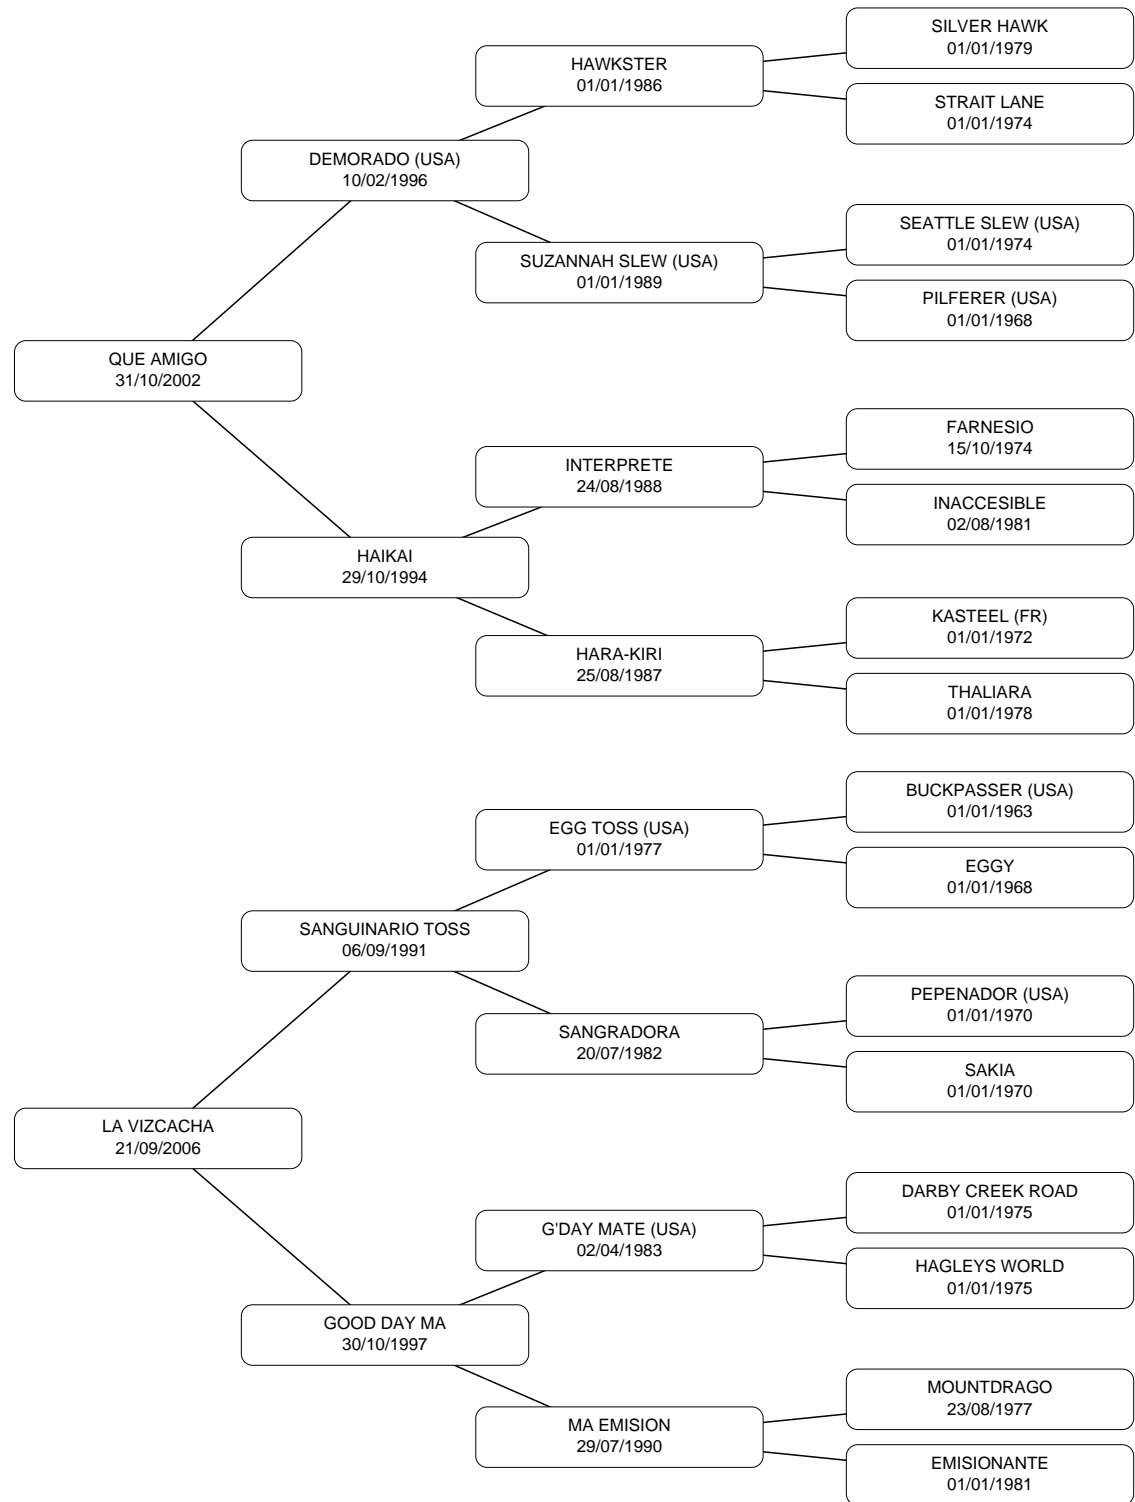 SILVER HAWK
01/01/1979
HAWKSTER
01/01/1986
STRAIT LANE
01/01/1974
DEMORADO (USA)
10/02/1996
SEATTLE SLEW (USA)
01/01/1974
SUZANNAH SLEW (USA)
01/01/1989
PILFERER (USA)
01/01/1968
QUE AMIGO
31/10/2002
FARNESIO
15/10/1974
INTERPRETE
24/08/1988
INACCESIBLE
02/08/1981
HAIKAI
29/10/1994
KASTEEL (FR)
01/01/1972
HARA-KIRI
25/08/1987
THALIARA
01/01/1978
BUCKPASSER (USA)
01/01/1963
EGG TOSS (USA)
01/01/1977
EGGY
01/01/1968
SANGUINARIO TOSS
06/09/1991
PEPENADOR (USA)
01/01/1970
SANGRADORA
20/07/1982
SAKIA
01/01/1970
LA VIZCACHA
21/09/2006
DARBY CREEK ROAD
01/01/1975
G'DAY MATE (USA)
02/04/1983
HAGLEYS WORLD
01/01/1975
GOOD DAY MA
30/10/1997
MOUNTDRAGO
23/08/1977
MA EMISION
29/07/1990
EMISIONANTE
01/01/1981